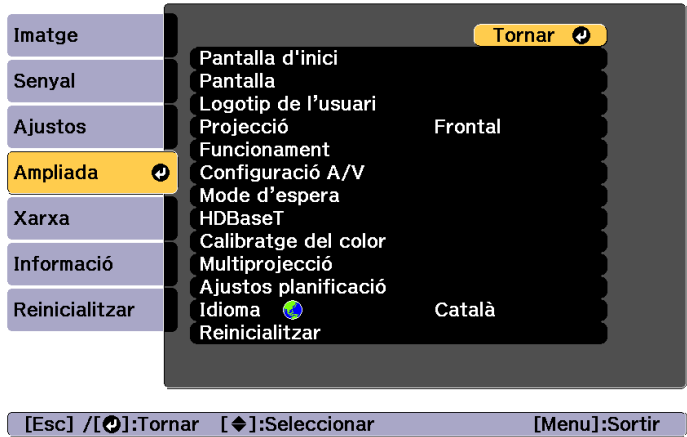 Imatge
Senyal
Ajustos
Ampliada
Xarxa
Informació
Reinicialitzar
Tornar
Pantalla d'inici
Pantalla
Logotip de l'usuari
Projecció Frontal
Funcionament
Configuració A/V
Mode d'espera
HDBaseT
Calibratge del color
Multiprojecció
Ajustos planificació
Idioma Català
Reinicialitzar
[Esc] /[⏎]:Tornar [◆]:Seleccionar [Menu]:Sortir